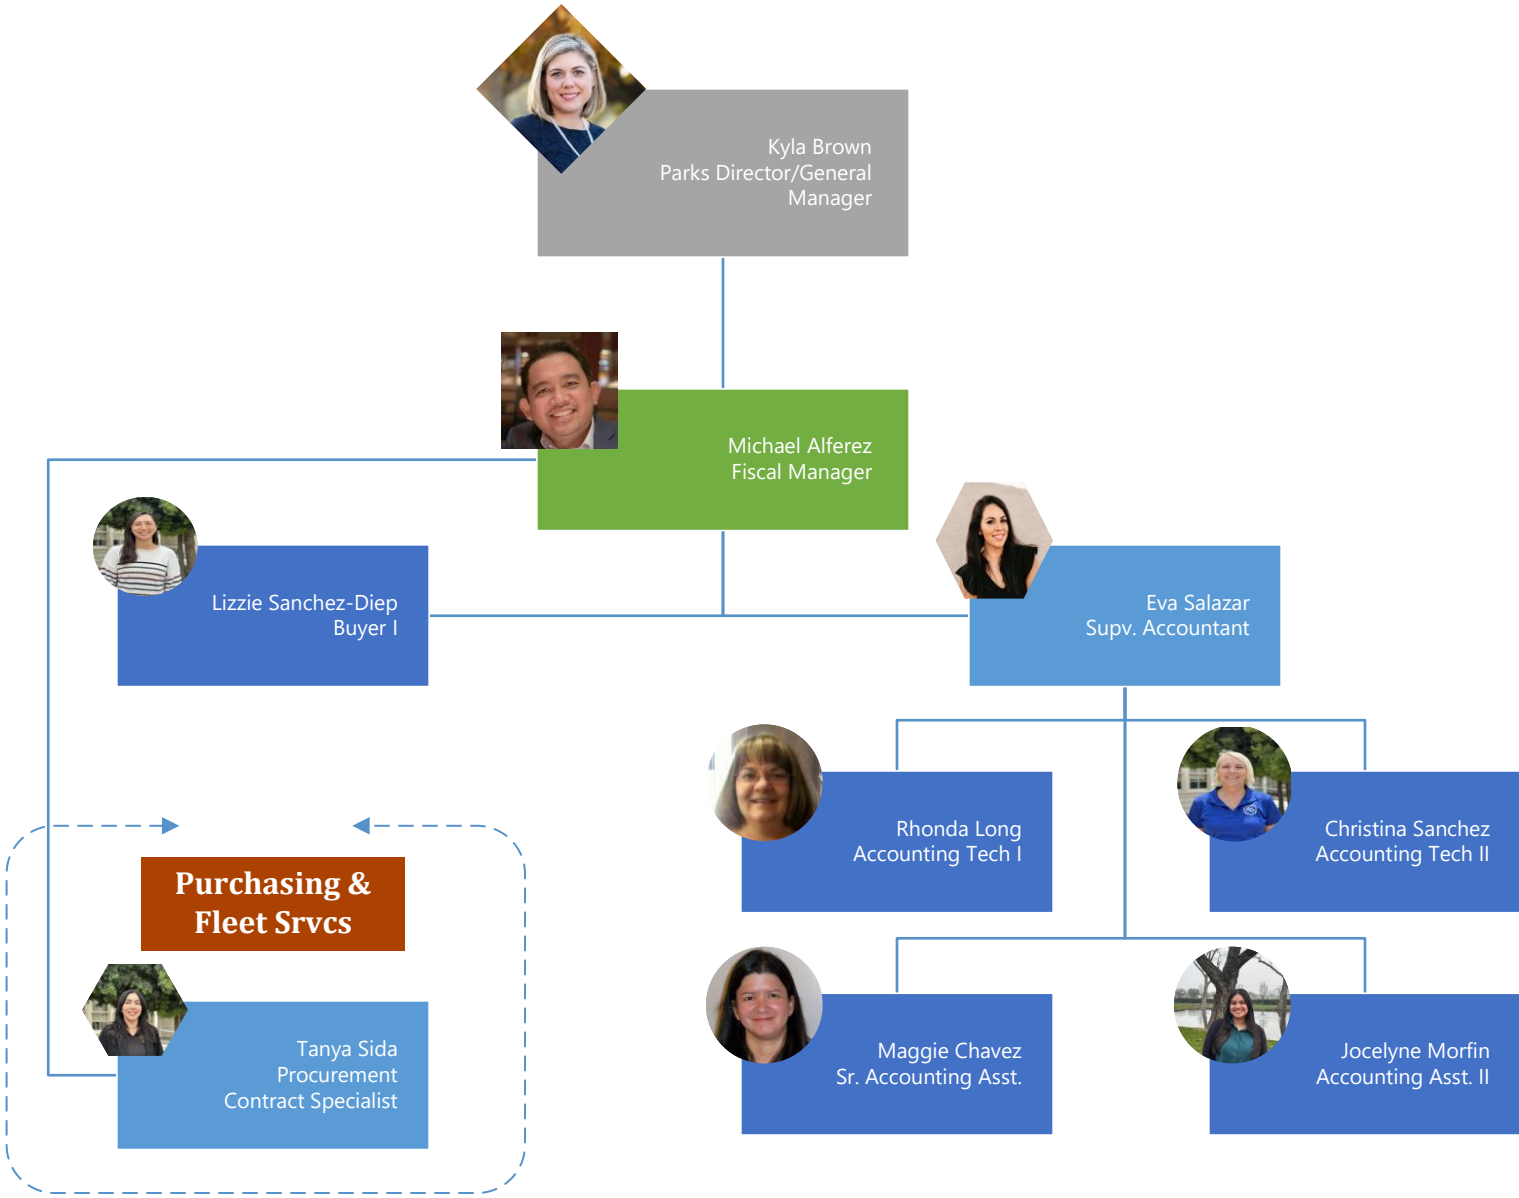 Kyla Brown
Parks Director/General
Manager
Michael Alferez
Fiscal Manager
Lizzie Sanchez-Diep
Buyer I
Eva Salazar
Supv. Accountant
Rhonda Long
Accounting Tech I
Christina Sanchez
Accounting Tech II
Purchasing &
Fleet Srvcs
Tanya Sida
Procurement
Contract Specialist
Maggie Chavez
Sr. Accounting Asst.
Jocelyne Morfin
Accounting Asst. II